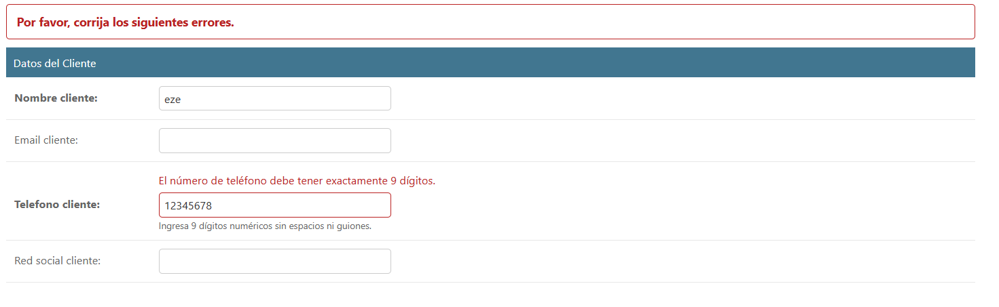 Por favor, corrija los siguientes errores.
Datos del Cliente
Nombre cliente:
eze
Email cliente:
El número de teléfono debe tener exactamente 9 dígitos.
Telefono cliente:
12345678
Ingresa 9 dígitos numéricos sin espacios ni guiones.
Red social cliente: